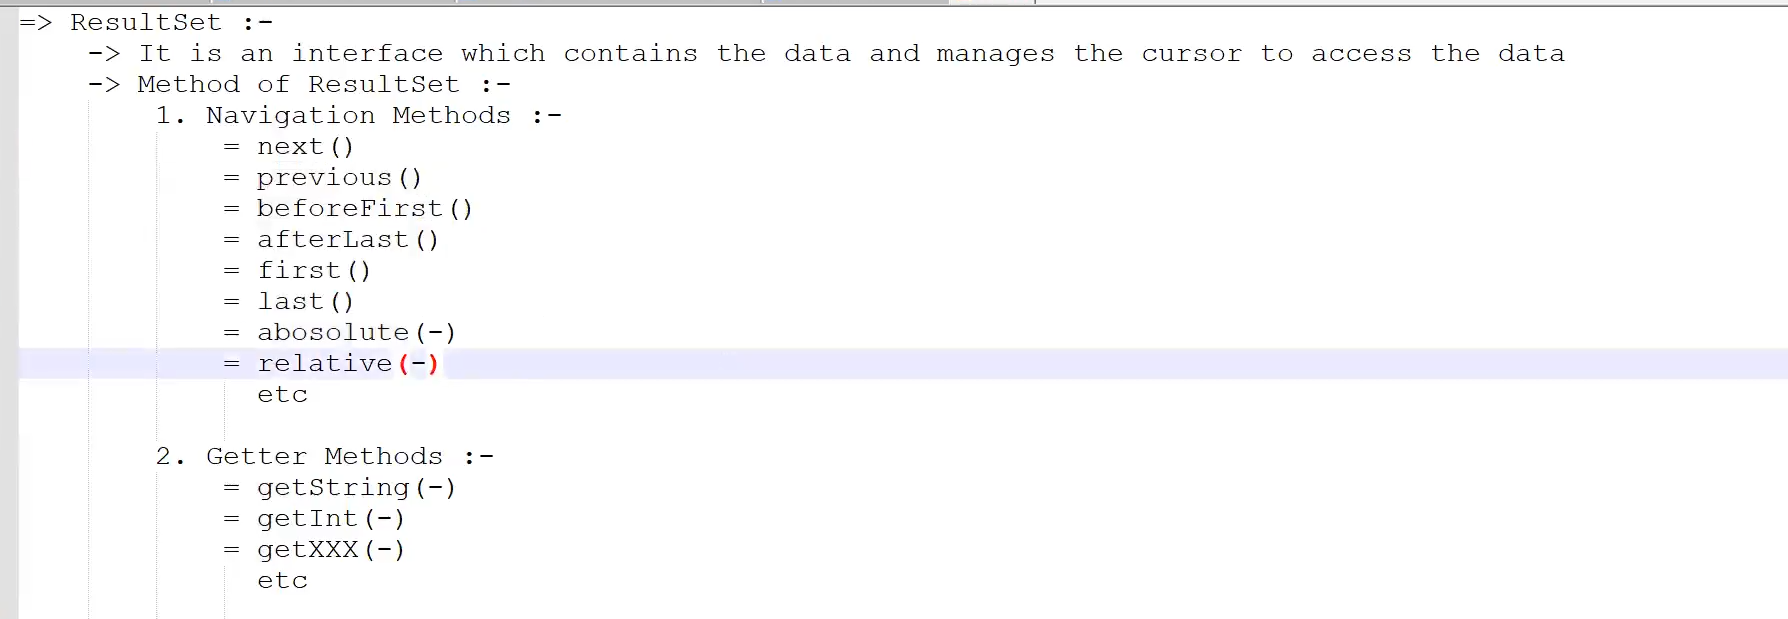 => ResultSet :-
-> It is an interface which contains the data and manages the cursor to access the data
-> Method of ResultSet :-
1. Navigation Methods :-
= next()
= previous()
= beforeFirst()
= afterLast()
= first()
= last()
= abosolute(-)
= relative(-)
etc
2. Getter Methods :-
= getString(-)
= getInt(-)
= getXXX(-)
etc